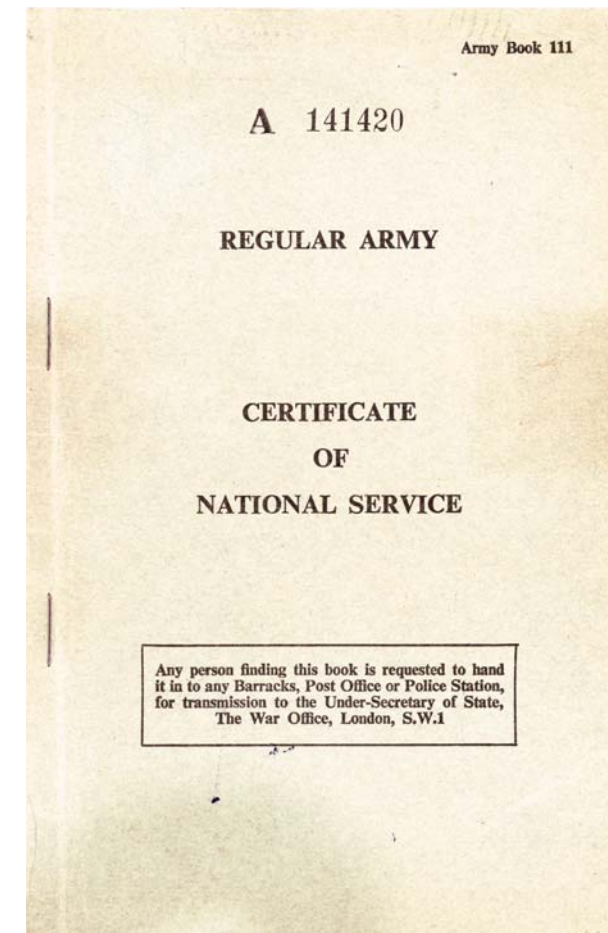 Army Book 111
A 141420
REGULAR ARMY
CERTIFICATE
OF
NATIONAL SERVICE
Any person finding this book is requested to hand
it in to any Barracks, Post Office or Police Station,
for transmission to the Under-Secretary of State,
The War Office, London, S.W.1